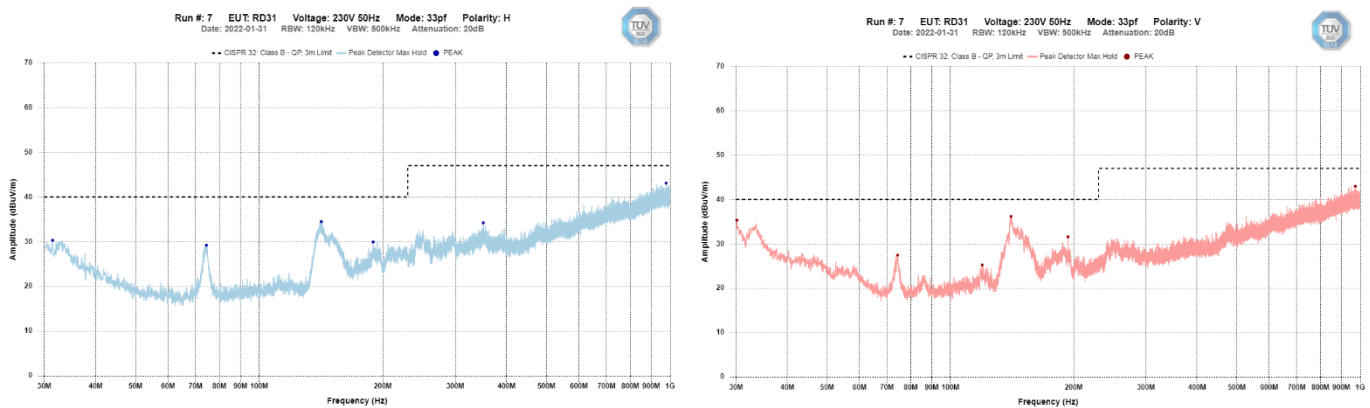 Run #: 7 EUT: RD31 Voltage: 230V 50Hz Mode: 33pf Polarity: H
Date: 2022-01-31 RBW: 120kHz VBW: 500kHz Attenuation: 20dB
TÜV
CISPR 32: Class B - QP, 3m Limit Peak Detector Max Hold PEAK
70
60
50
40
30
20
10
0
Amplitude (dBuV/m)
30M 40M 50M 60M 70M 80M 90M 100M 200M 300M 400M 500M 600M 700M 800M 900M 1G
Frequency (Hz)
Run #: 7 EUT: RD31 Voltage: 230V 50Hz Mode: 33pf Polarity: V
Date: 2022-01-31 RBW: 120kHz VBW: 500kHz Attenuation: 20dB
TÜV
CISPR 32: Class B - QP, 3m Limit Peak Detector Max Hold PEAK
70
60
50
40
30
20
10
0
Amplitude (dBuV/m)
30M 40M 50M 60M 70M 80M 90M 100M 200M 300M 400M 500M 600M 700M 800M 900M 1G
Frequency (Hz)